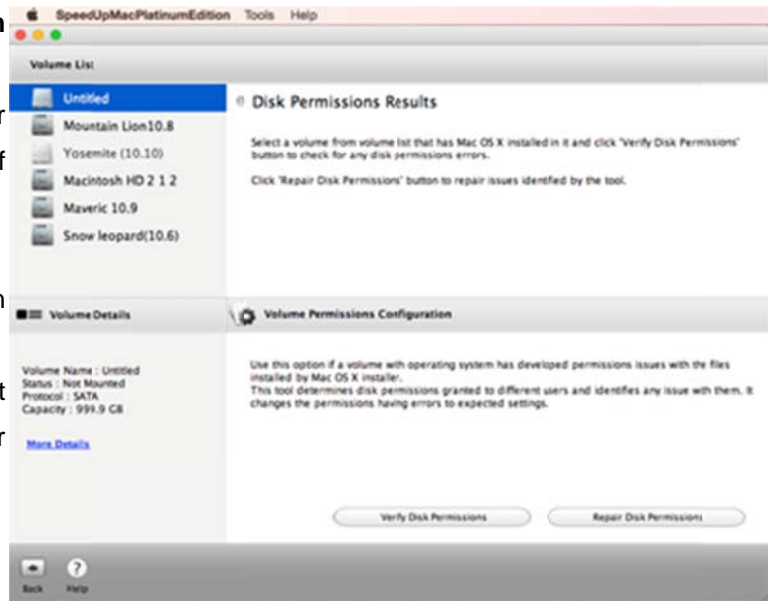 SpeedUpMacPlatinumEdition Tools Help
Volume List
Untitled
Mountain Lion10.8
Yosemite (10.10)
Macintosh HD 2 1 2
Maveric 10.9
Snow leopard(10.6)
Disk Permissions Results
Select a volume from volume list that has Mac OS X installed in it and click 'Verify Disk Permissions'
button to check for any disk permissions errors.
Click 'Repair Disk Permissions' button to repair issues identified by the tool.
Volume Details
Volume Name : Untitled
Status : Not Mounted
Protocol : SATA
Capacity : 999.9 GB
More Details
Volume Permissions Configuration
Use this option if a volume with operating system has developed permissions issues with the files
installed by Mac OS X installer.
This tool determines disk permissions granted to different users and identifies any issue with them. It
changes the permissions having errors to expected settings.
Verify Disk Permissions
Repair Disk Permissions
Back
Help